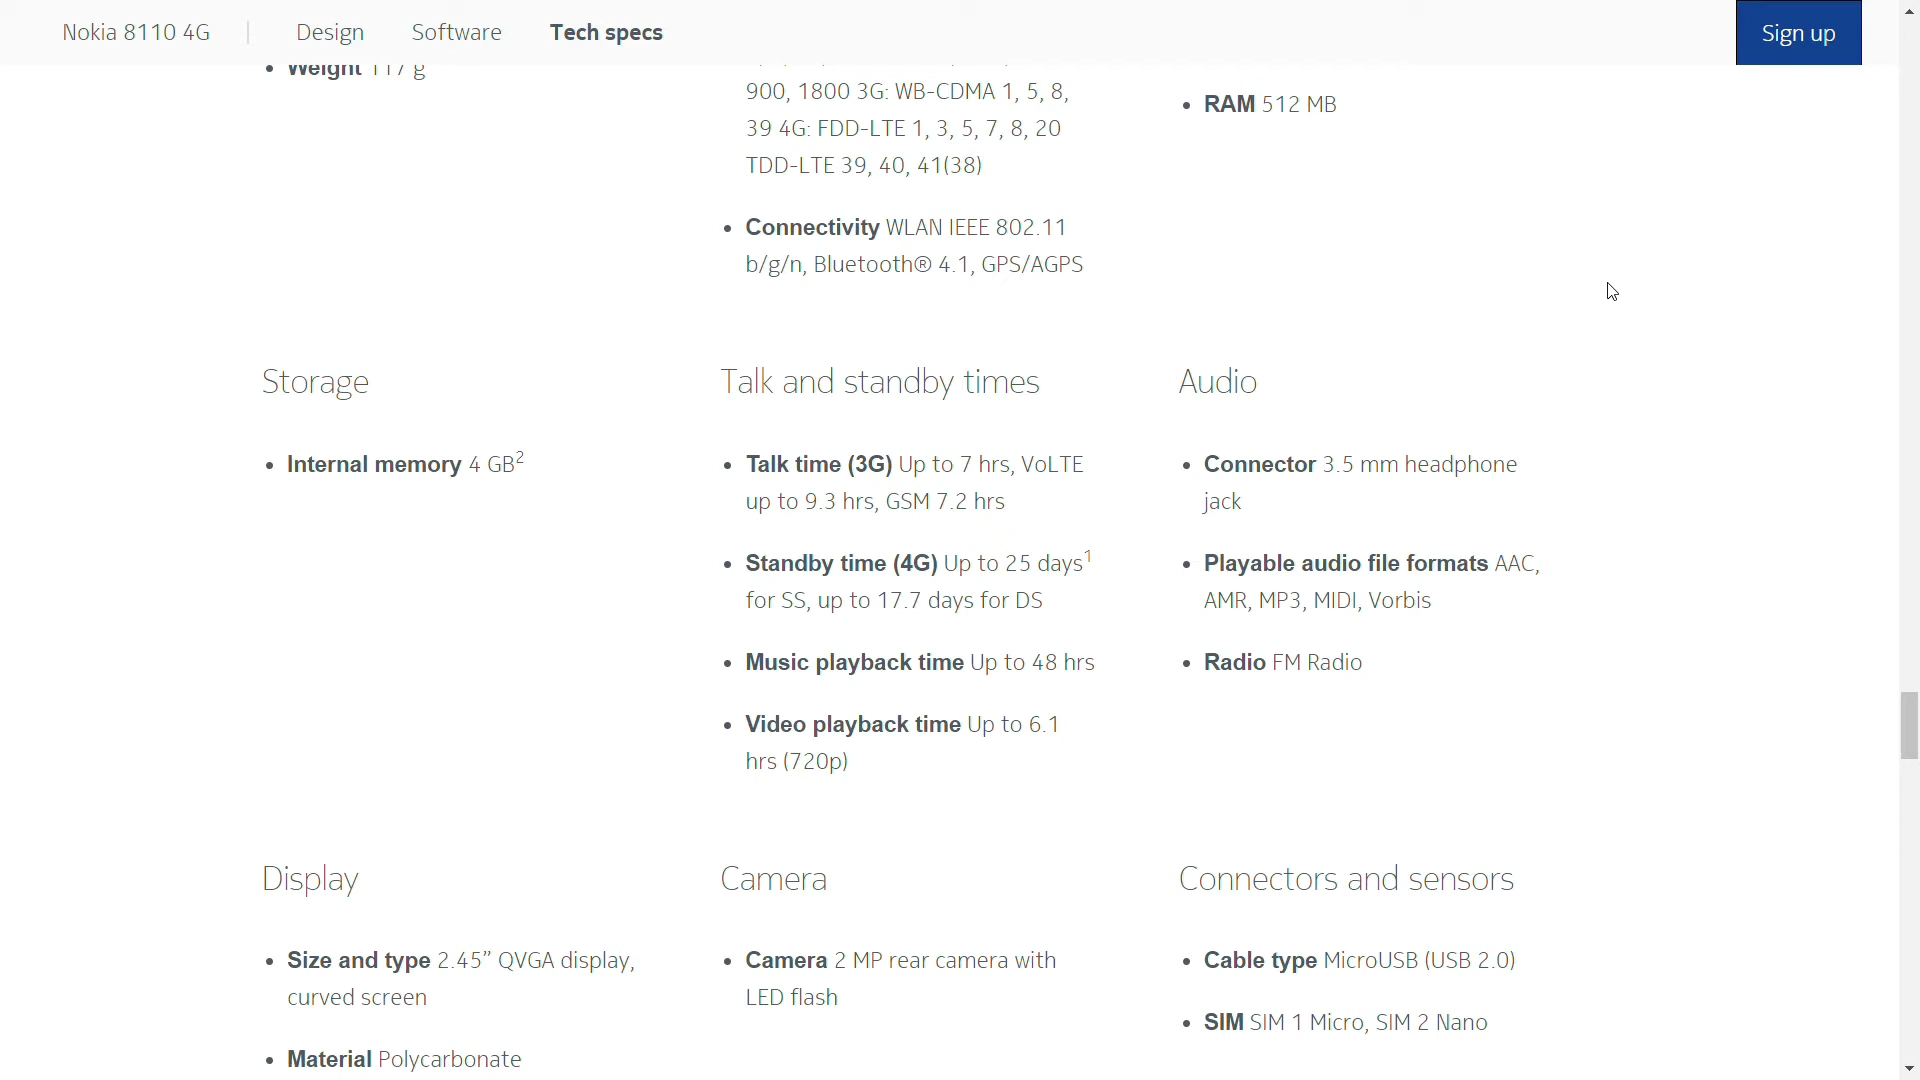 Nokia 8110 4G
Design
Software
Tech specs
Sign up
Weight 117 g
900, 1800 3G: WB-CDMA 1, 5, 8,
39 4G: FDD-LTE 1, 3, 5, 7, 8, 20
TDD-LTE 39, 40, 41(38)
Connectivity WLAN IEEE 802.11
b/g/n, Bluetooth® 4.1, GPS/AGPS
RAM 512 MB
Storage
Internal memory 4 GB²
Talk and standby times
Talk time (3G) Up to 7 hrs, VoLTE
up to 9.3 hrs, GSM 7.2 hrs
Standby time (4G) Up to 25 days¹
for SS, up to 17.7 days for DS
Music playback time Up to 48 hrs
Video playback time Up to 6.1
hrs (720p)
Audio
Connector 3.5 mm headphone
jack
Playable audio file formats AAC,
AMR, MP3, MIDI, Vorbis
Radio FM Radio
Display
Size and type 2.45” QVGA display,
curved screen
Material Polycarbonate
Camera
Camera 2 MP rear camera with
LED flash
Connectors and sensors
Cable type MicroUSB (USB 2.0)
SIM SIM 1 Micro, SIM 2 Nano